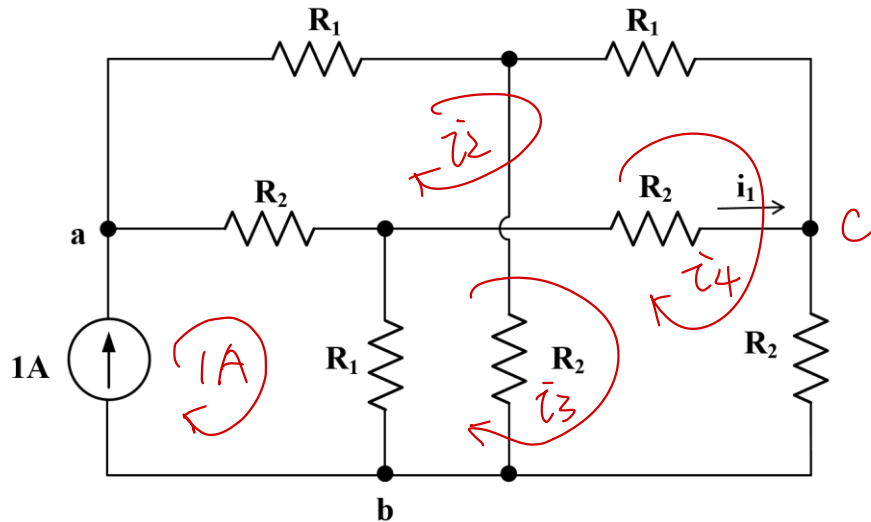 R₁ R₁
i2
R₂ R₂ i₁
a C
i4
1A 1A R₁ R₂ R₂
i3
b